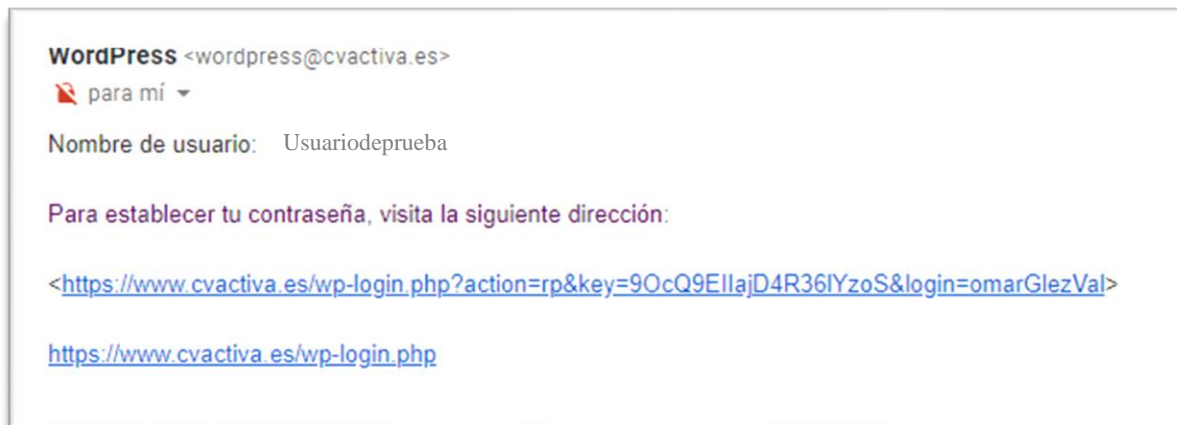 WordPress <wordpress@cvactiva.es>
para mí
Nombre de usuario: Usuariodeprueba
Para establecer tu contraseña, visita la siguiente dirección:
<https://www.cvactiva.es/wp-login.php?action=rp&key=9OcQ9EIIajD4R36IYzoS&login=omarGlezVal>
https://www.cvactiva.es/wp-login.php